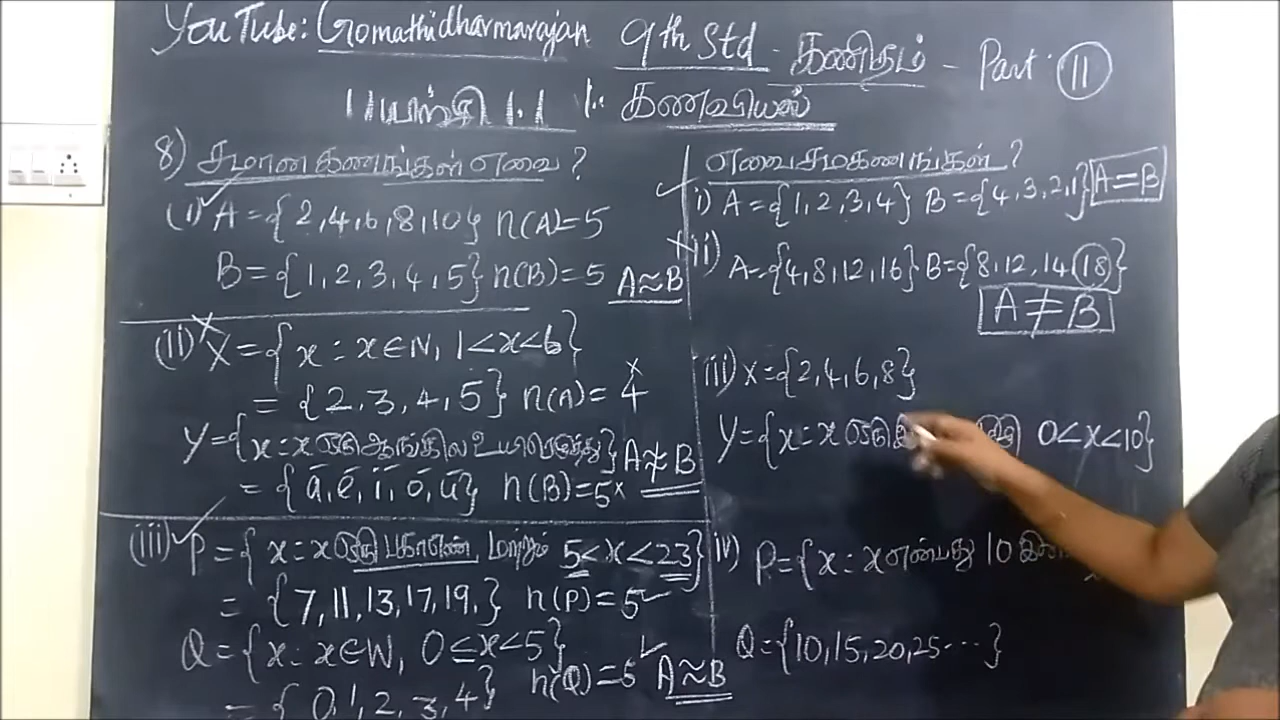 YouTube: Gomathidharmarajan 9th Std - கணிதம் - Part: 11
பயிற்சி 1.1 1. கணவியல்
8) சமான கணங்கள் எவை?
(i) A = {2, 4, 6, 8, 10} n(A) = 5
B = {1, 2, 3, 4, 5} n(B) = 5 A≈B
(ii) X = {x : x ∈ N, 1 < x < 6}
= {2, 3, 4, 5} n(A) = 4
Y = {x : x ஒரு ஆங்கில உயிரெழுத்து} A≉B
= {a, e, i, o, u} n(B) = 5
(iii) P = {x : x ஒரு பகாஎண் மற்றும் 5 < x < 23}
= {7, 11, 13, 17, 19,} n(P) = 5
Q = {x : x ∈ W, 0 ≤ x < 5}
= {0, 1, 2, 3, 4} n(Q) = 5 A≈B
எவை சமகணங்கள்?
i) A = {1, 2, 3, 4} B = {4, 3, 2, 1} A = B
ii) A = {4, 8, 12, 16} B = {8, 12, 14, 18}
A ≠ B
iii) X = {2, 4, 6, 8}
Y = {x : x ஒரு 0 < x < 10}
iv) P = {x : x என்பது 10
Q = {10, 15, 20, 25 ...}